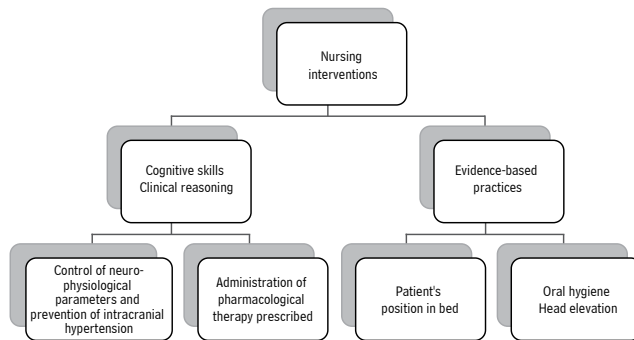 Nursing
interventions
Cognitive skills
Clinical reasoning
Evidence-based
practices
Control of neuro-
physiological
parameters and
prevention of intracranial
hypertension
Administration of
pharmacological
therapy prescribed
Patient's
position in bed
Oral hygiene
Head elevation